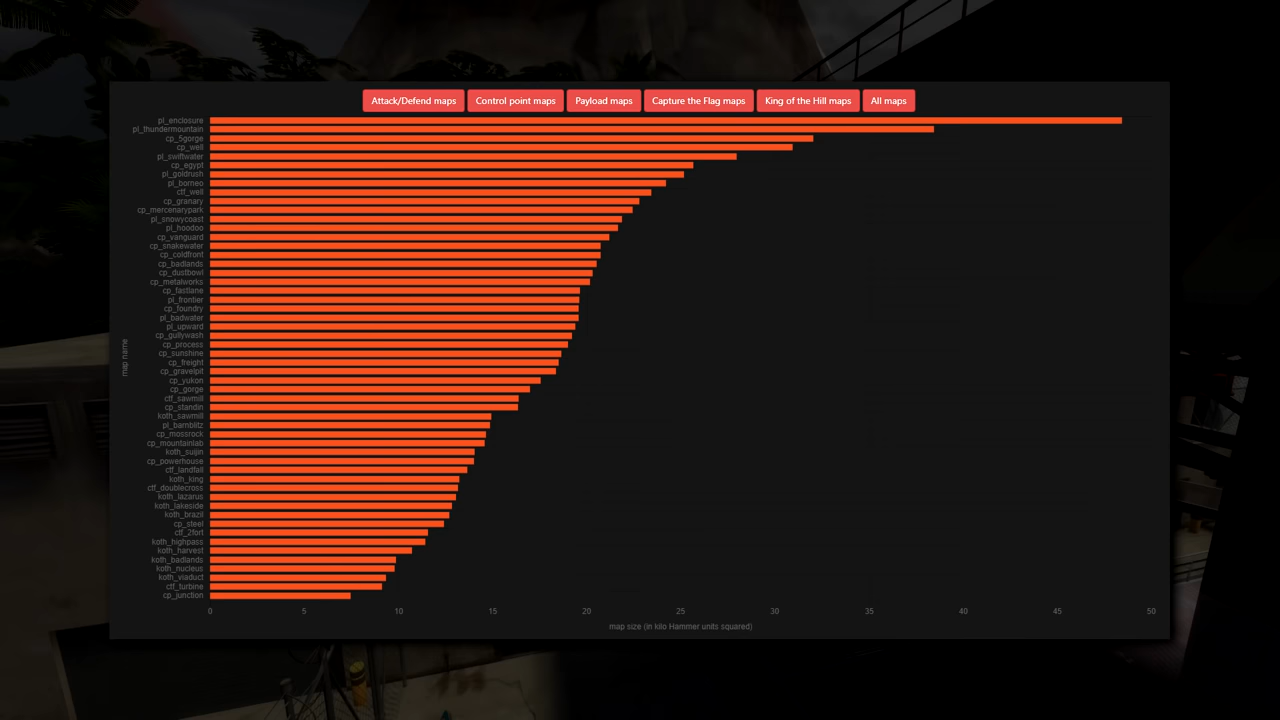 Attack/Defend maps Control point maps Payload maps Capture the Flag maps King of the Hill maps All maps
pl_enclosure
pl_thundermountain
cp_5gorge
cp_well
pl_swiftwater
cp_egypt
pl_goldrush
pl_borneo
ctf_well
cp_granary
cp_mercenarypark
pl_snowycoast
pl_hoodoo
cp_vanguard
cp_snakewater
cp_coldfront
cp_badlands
cp_dustbowl
cp_metalworks
cp_fastlane
pl_frontier
cp_foundry
pl_badwater
pl_upward
cp_gullywash
cp_process
cp_sunshine
cp_freight
cp_gravelpit
cp_yukon
cp_gorge
ctf_sawmill
cp_standin
koth_sawmill
pl_barnblitz
cp_mossrock
cp_mountainlab
koth_suijin
cp_powerhouse
ctf_landfall
koth_king
ctf_doublecross
koth_lazarus
koth_lakeside
koth_brazil
cp_steel
ctf_2fort
koth_highpass
koth_harvest
koth_badlands
koth_nucleus
koth_viaduct
ctf_turbine
cp_junction
map name
0 5 10 15 20 25 30 35 40 45 50
map size (in kilo Hammer units squared)